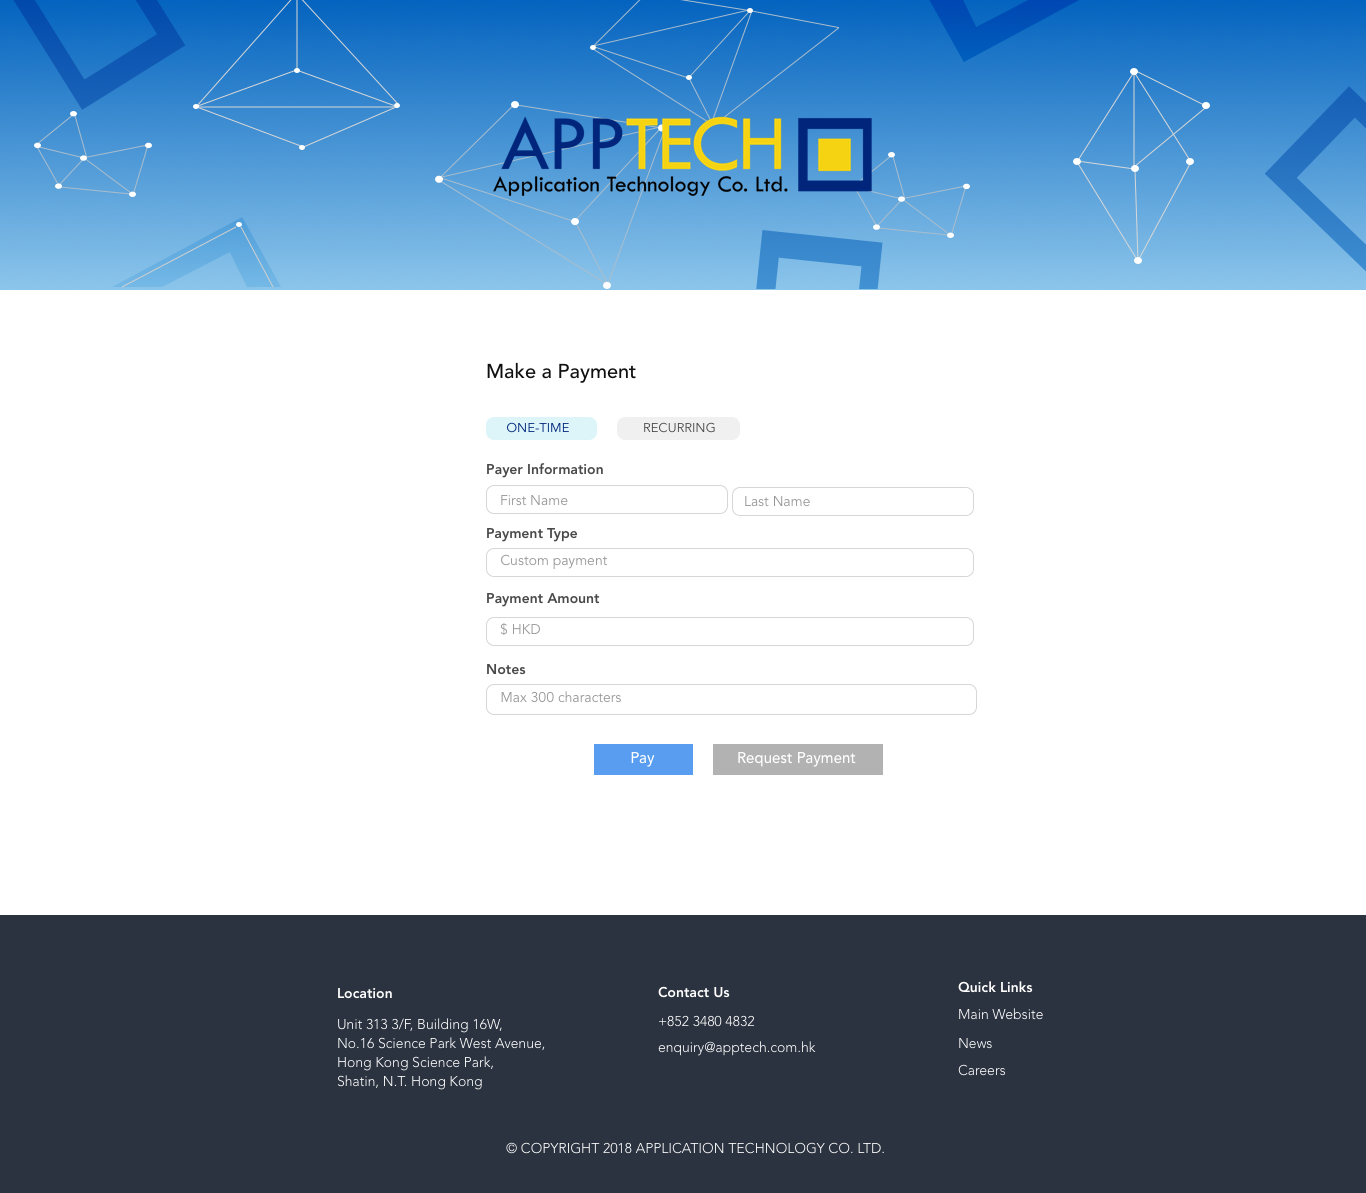 APPTECH
Application Technology Co. Ltd.
Make a Payment
ONE-TIME
RECURRING
Payer Information
First Name
Last Name
Payment Type
Custom payment
Payment Amount
$ HKD
Notes
Max 300 characters
Pay
Request Payment
Location
Unit 313 3/F, Building 16W,
No.16 Science Park West Avenue,
Hong Kong Science Park,
Shatin, N.T. Hong Kong
Contact Us
+852 3480 4832
enquiry@apptech.com.hk
Quick Links
Main Website
News
Careers
© COPYRIGHT 2018 APPLICATION TECHNOLOGY CO. LTD.